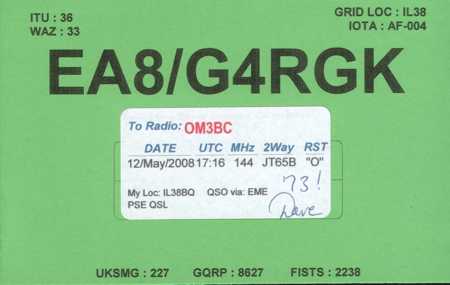 ITU : 36
WAZ : 33
GRID LOC : IL38
IOTA : AF-004
EA8/G4RGK
To Radio: OM3BC
DATE UTC MHz 2Way RST
12/May/2008 17:16 144 JT65B "O"
My Loc: IL38BQ QSO via: EME
PSE QSL
73!
Dave
UKSMG : 227 GQRP : 8627 FISTS : 2238